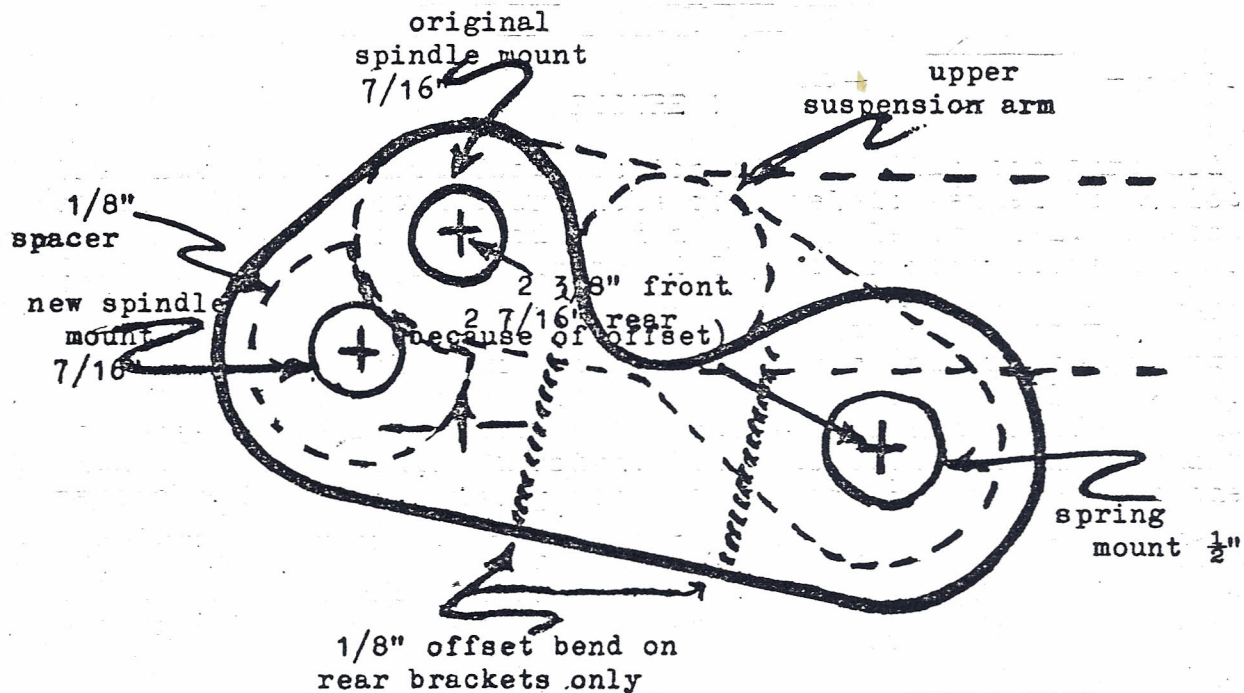 original
spindle mount
7/16"
upper
suspension arm
1/8"
spacer
new spindle
mount
7/16"
2 3/8" front
2 7/16" rear
(because of offset)
spring
mount ½"
1/8" offset bend on
rear brackets only